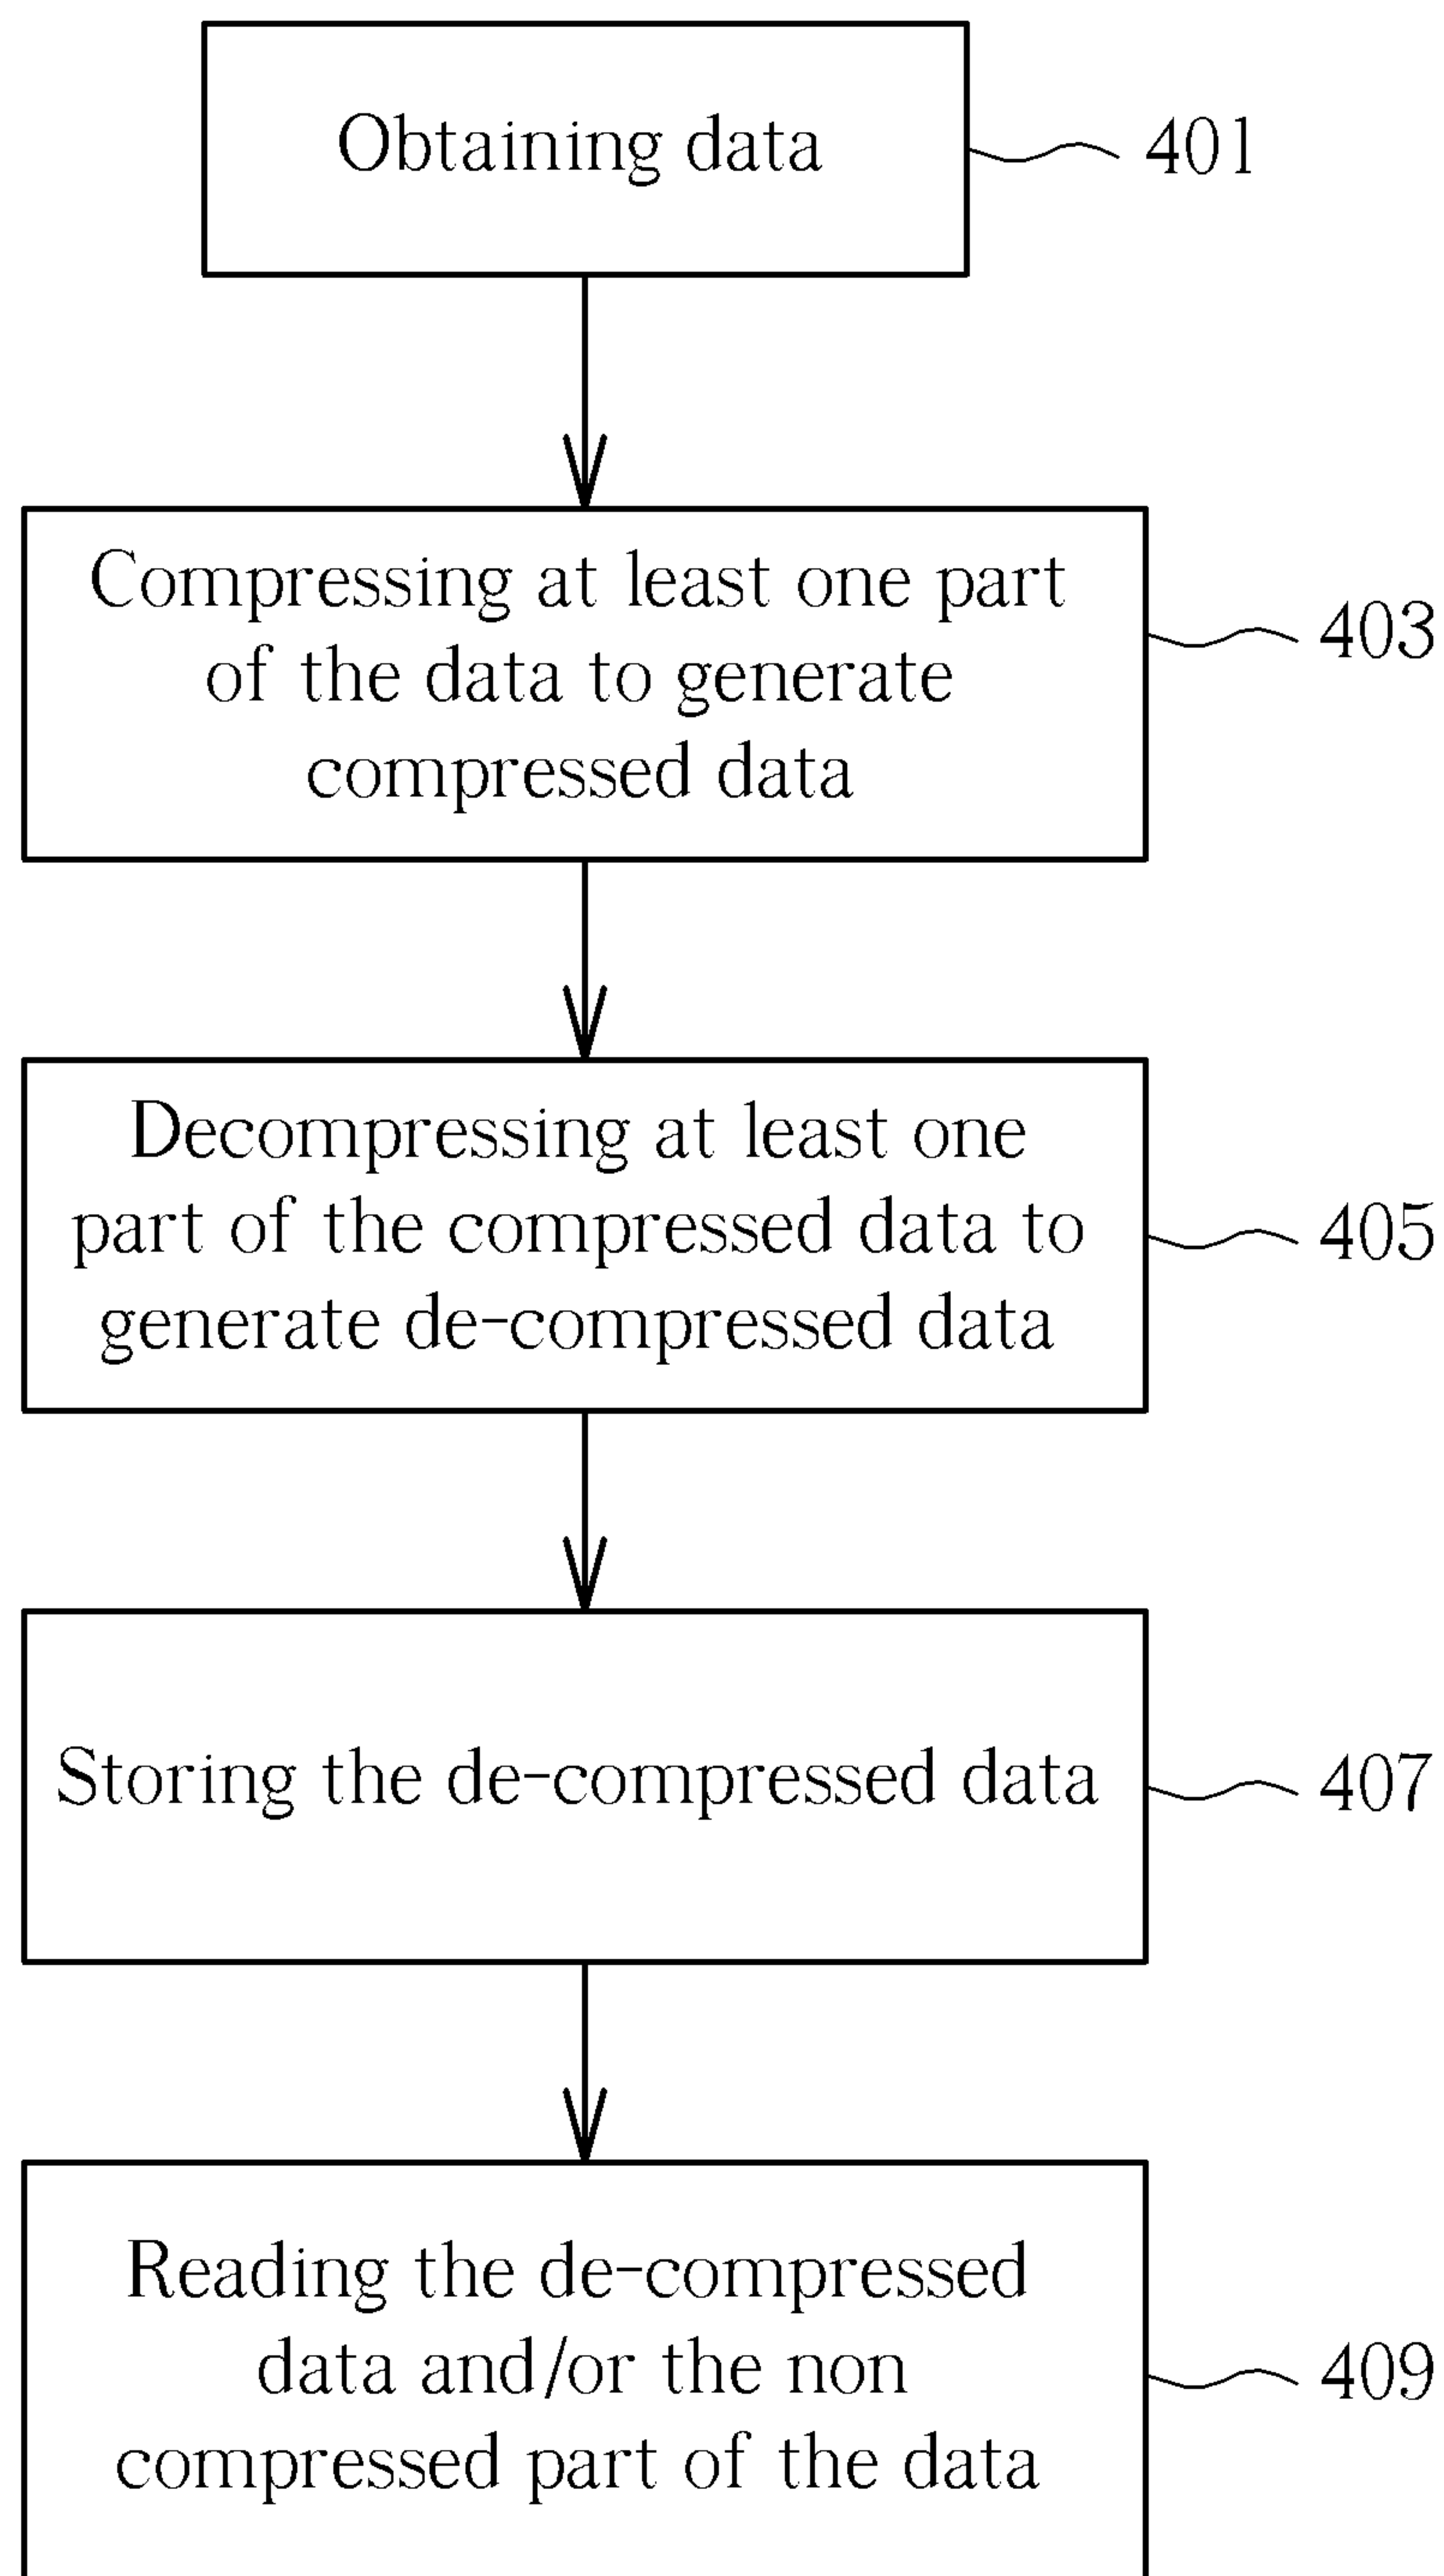 Obtaining data
401
Compressing at least one part
of the data to generate
compressed data
403
Decompressing at least one
part of the compressed data to
generate de-compressed data
405
Storing the de-compressed data
407
Reading the de-compressed
data and/or the non
compressed part of the data
409